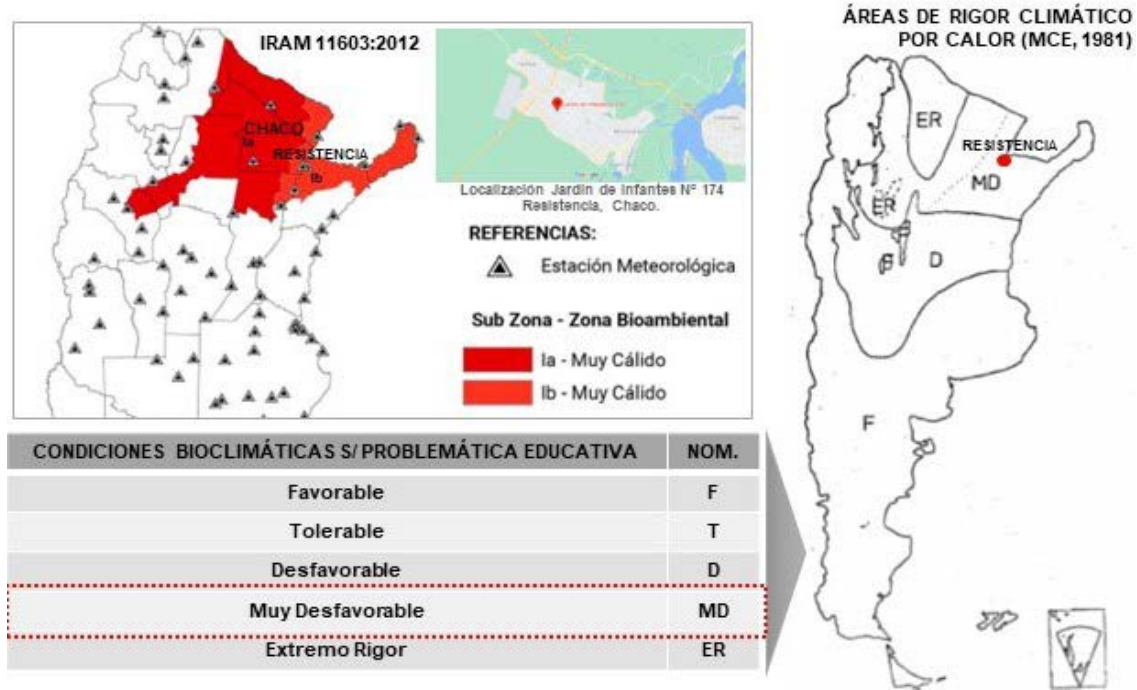 IRAM 11603:2012
CHACO
Ia
RESISTENCIA
Ib
Localización Jardín de Infantes Nº 174
Resistencia, Chaco.
REFERENCIAS:
Estación Meteorológica
Sub Zona - Zona Bioambiental
Ia - Muy Cálido
Ib - Muy Cálido
ÁREAS DE RIGOR CLIMÁTICO
POR CALOR (MCE, 1981)
ER
RESISTENCIA
MD
ER
D
F
CONDICIONES BIOCLIMÁTICAS S/ PROBLEMÁTICA EDUCATIVA NOM.
Favorable F
Tolerable T
Desfavorable D
Muy Desfavorable MD
Extremo Rigor ER